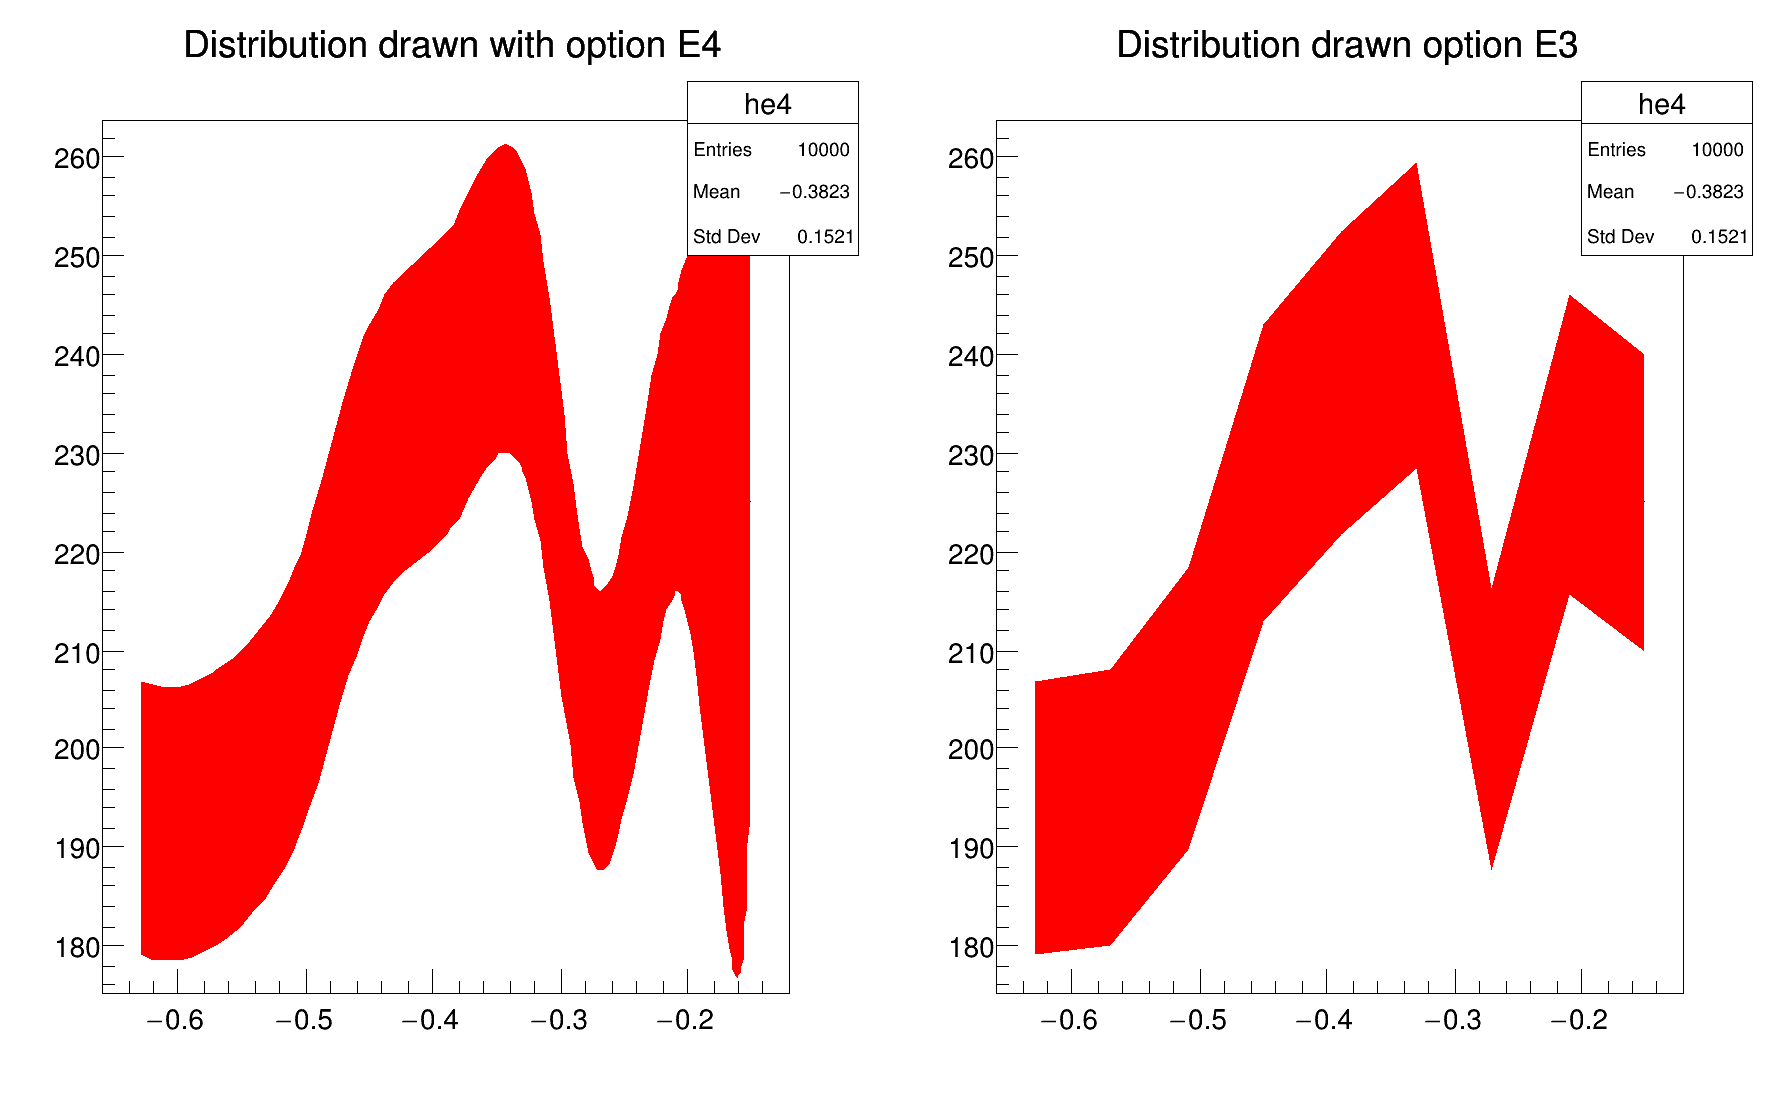 Distribution drawn with option E4
he4
Entries 10000
Mean −0.3823
Std Dev 0.1521
260
250
240
230
220
210
200
190
180
−0.6 −0.5 −0.4 −0.3 −0.2
Distribution drawn option E3
he4
Entries 10000
Mean −0.3823
Std Dev 0.1521
260
250
240
230
220
210
200
190
180
−0.6 −0.5 −0.4 −0.3 −0.2